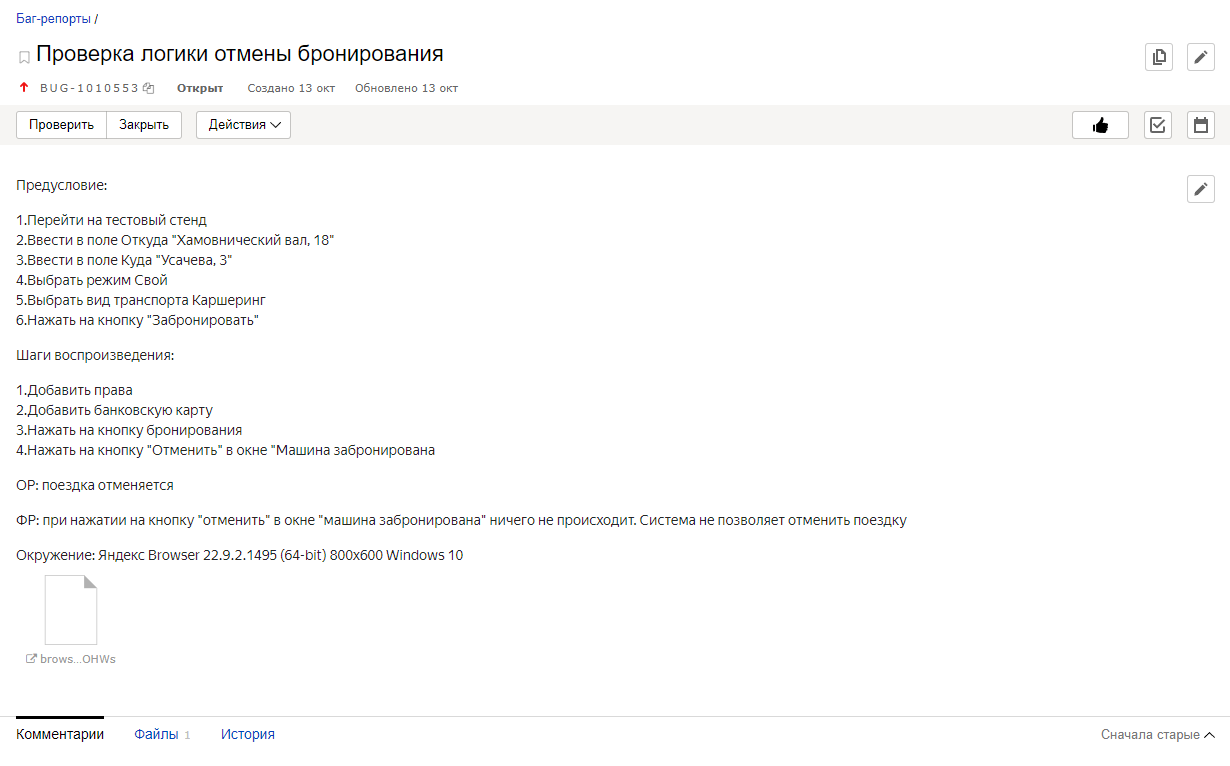 Баг-репорты /
Проверка логики отмены бронирования
BUG-1010553 Открыт Создано 13 окт Обновлено 13 окт
Проверить Закрыть Действия
Предусловие:
1.Перейти на тестовый стенд
2.Ввести в поле Откуда "Хамовнический вал, 18"
3.Ввести в поле Куда "Усачева, 3"
4.Выбрать режим Свой
5.Выбрать вид транспорта Каршеринг
6.Нажать на кнопку "Забронировать"
Шаги воспроизведения:
1.Добавить права
2.Добавить банковскую карту
3.Нажать на кнопку бронирования
4.Нажать на кнопку "Отменить" в окне "Машина забронирована
ОР: поездка отменяется
ФР: при нажатии на кнопку "отменить" в окне "машина забронирована" ничего не происходит. Система не позволяет отменить поездку
Окружение: Яндекс Browser 22.9.2.1495 (64-bit) 800x600 Windows 10
brows...OHWs
Комментарии Файлы 1 История Сначала старые